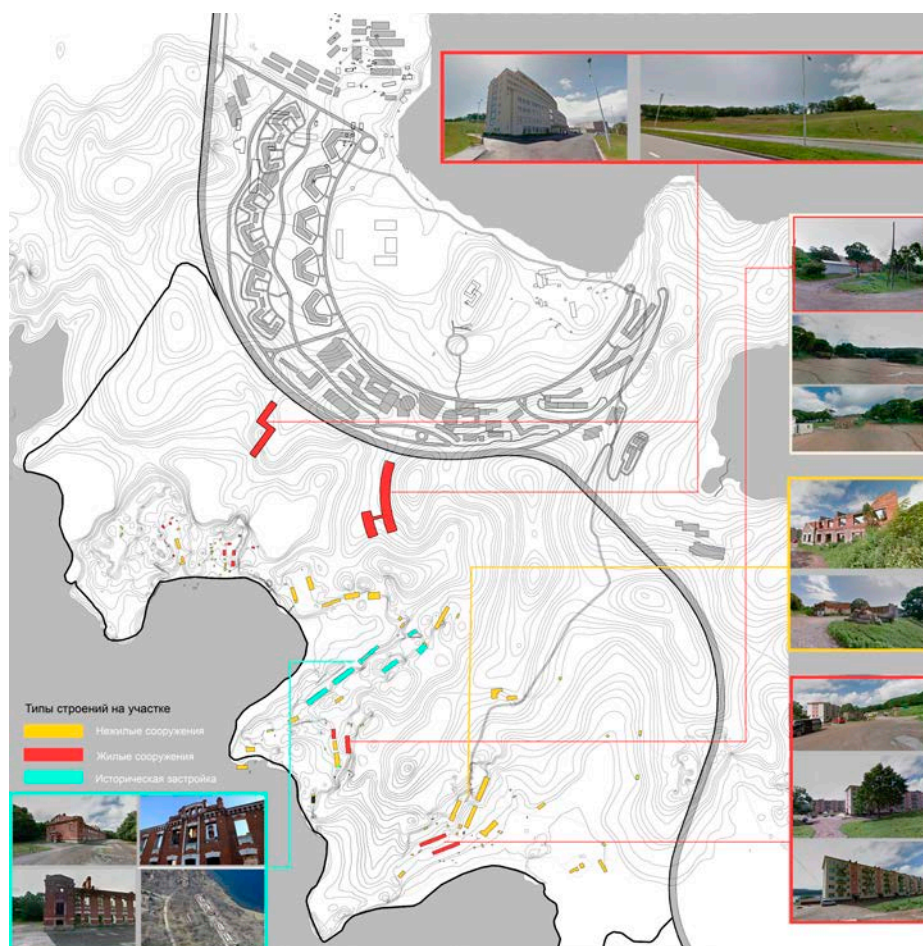 Типы строений на участке
Нежилые сооружения
Жилые сооружения
Историческая застройка